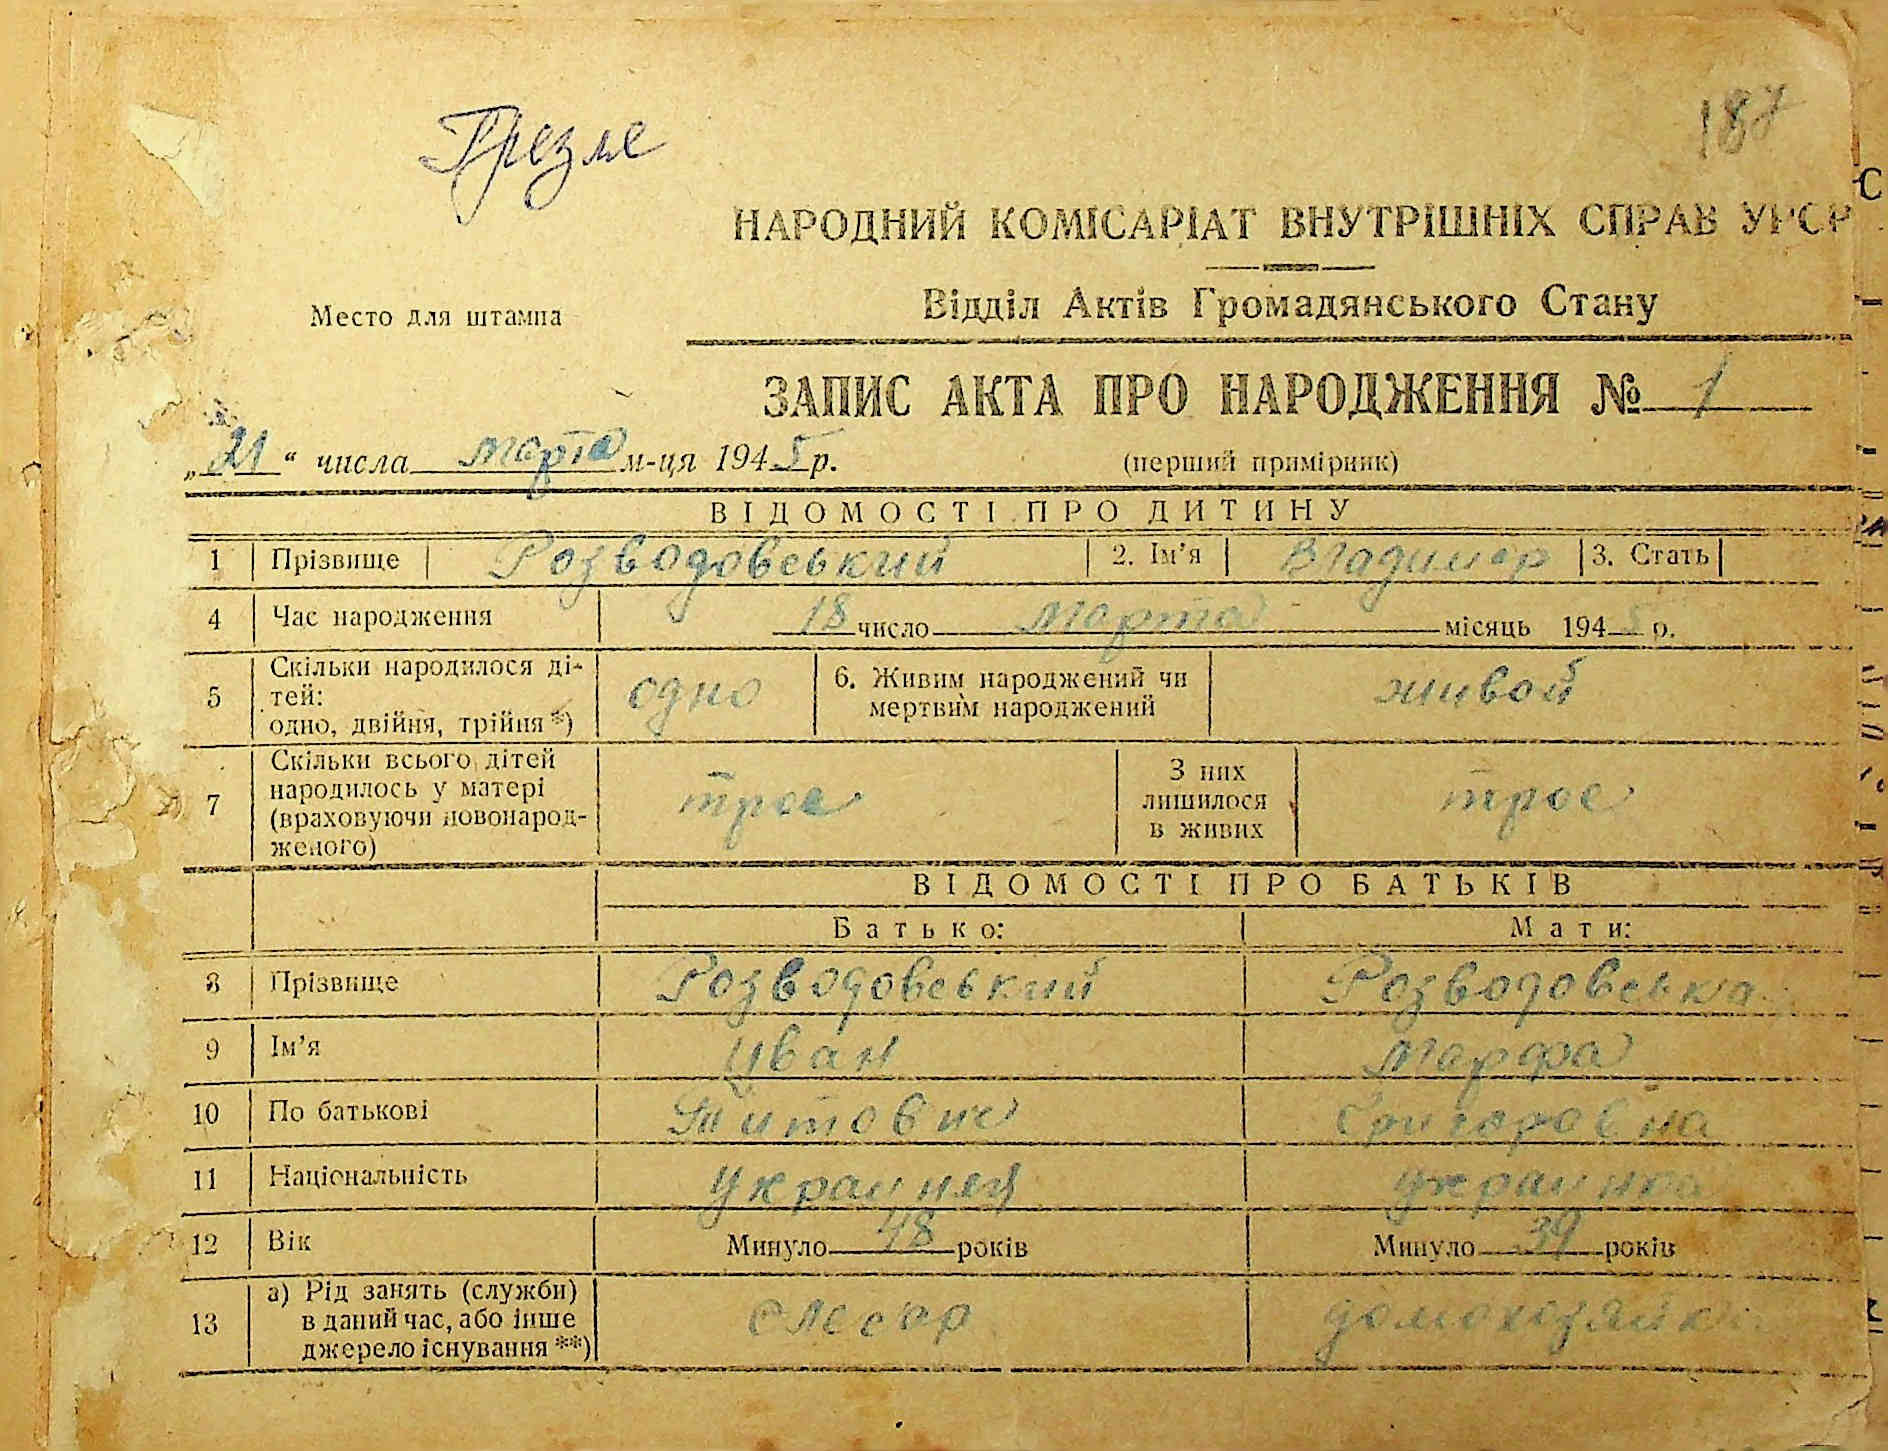 Грезле
187
НАРОДНИЙ КОМІСАРІАТ ВНУТРІШНІХ СПРАВ УРСР
Место для штампа
Відділ Актів Громадянського Стану
ЗАПИС АКТА ПРО НАРОДЖЕННЯ № 1
„21“ числа марта м-ця 1945 р.
(перший примірник)
ВІДОМОСТІ ПРО ДИТИНУ
1 Прізвище Розводовський 2. Ім'я Владимир 3. Стать
4 Час народження 18 число марта місяць 1945 р.
5 Скільки народилося ді-
тей:
одно, двійня, трійня *) одно 6. Живим народжений чи
мертвим народжений живой
7 Скільки всього дітей
народилось у матері
(враховуючи новонарод-
женого) трое З них
лишилося
в живих трое
ВІДОМОСТІ ПРО БАТЬКІВ
Батько: Мати:
8 Прізвище Розводовський Розводовська
9 Ім'я Иван Марфа
10 По батькові Титович Григоровна
11 Національність украинец украинка
12 Вік Минуло 48 років Минуло 39 років
13 а) Рід занять (служби)
в даний час, або інше
джерело існування **) слесар домохозяйка